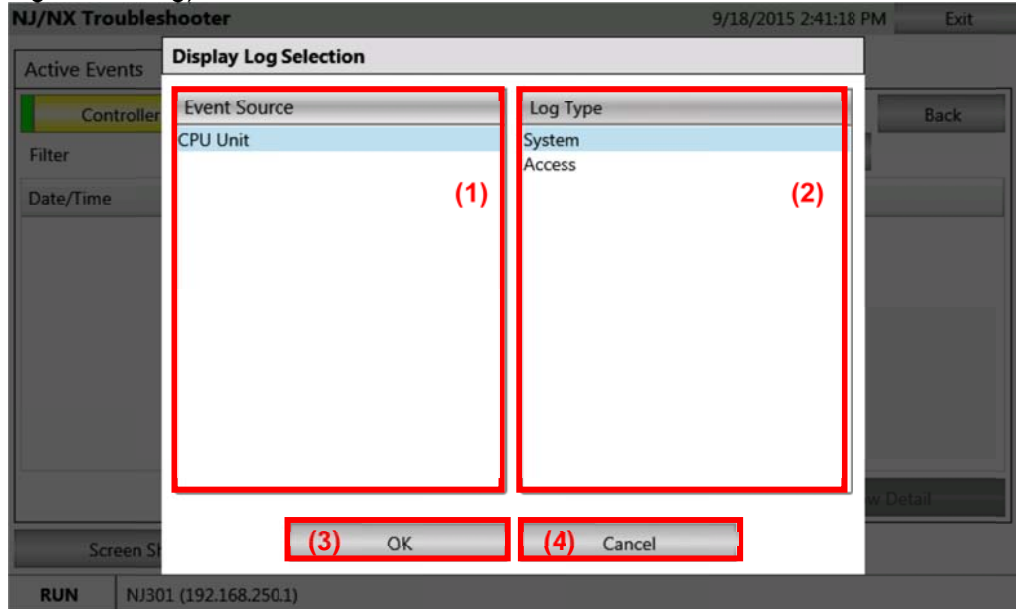 NJ/NX Troubleshooter 9/18/2015 2:41:18 PM Exit
Display Log Selection
Active Events
Controller Event Source Log Type Back
CPU Unit System
Filter Access
(1) (2)
Date/Time
Detail
(3) OK (4) Cancel
Screen
RUN NJ301 (192.168.250.1)